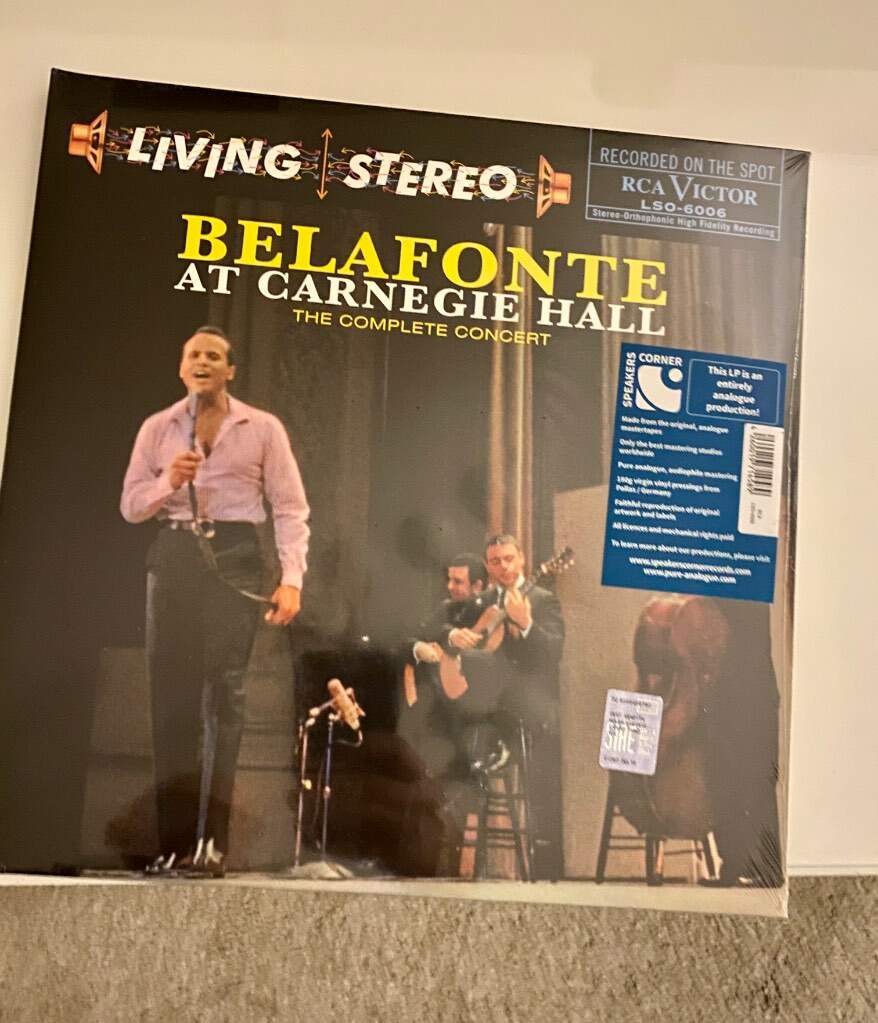 LIVING STEREO
RECORDED ON THE SPOT
RCA VICTOR
LSO-6006
Stereo-Orthophonic High Fidelity Recording
BELAFONTE
AT CARNEGIE HALL
THE COMPLETE CONCERT
SPEAKERS CORNER
This LP is an
entirely
analogue
production!
Made from the original, analogue
mastertapes
Only the best mastering studios
worldwide
Pure analogue, audiophile mastering
180g virgin vinyl pressings from
Pallas / Germany
Faithful reproduction of original
artwork and labels
All licences and mechanical rights paid
To learn more about our productions, please visit
www.speakerscornerrecords.com
www.pure-analogue.com